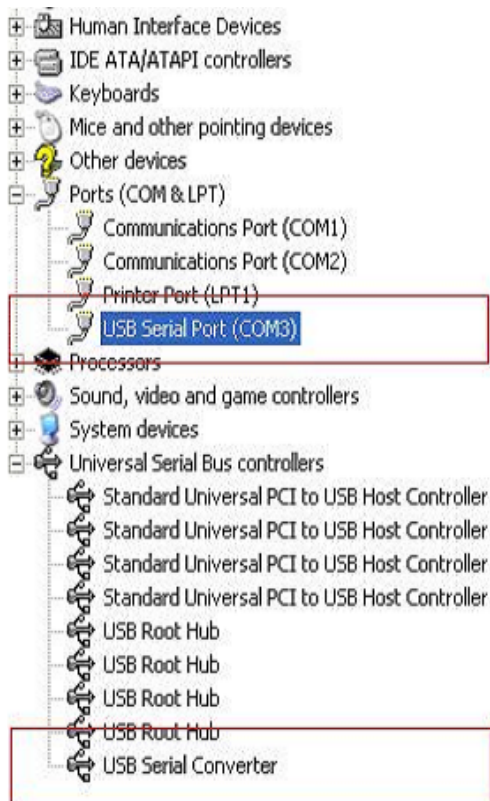 Human Interface Devices
IDE ATA/ATAPI controllers
Keyboards
Mice and other pointing devices
Other devices
Ports (COM & LPT)
Communications Port (COM1)
Communications Port (COM2)
Printer Port (LPT1)
USB Serial Port (COM3)
Processors
Sound, video and game controllers
System devices
Universal Serial Bus controllers
Standard Universal PCI to USB Host Controller
Standard Universal PCI to USB Host Controller
Standard Universal PCI to USB Host Controller
Standard Universal PCI to USB Host Controller
USB Root Hub
USB Root Hub
USB Root Hub
USB Root Hub
USB Serial Converter